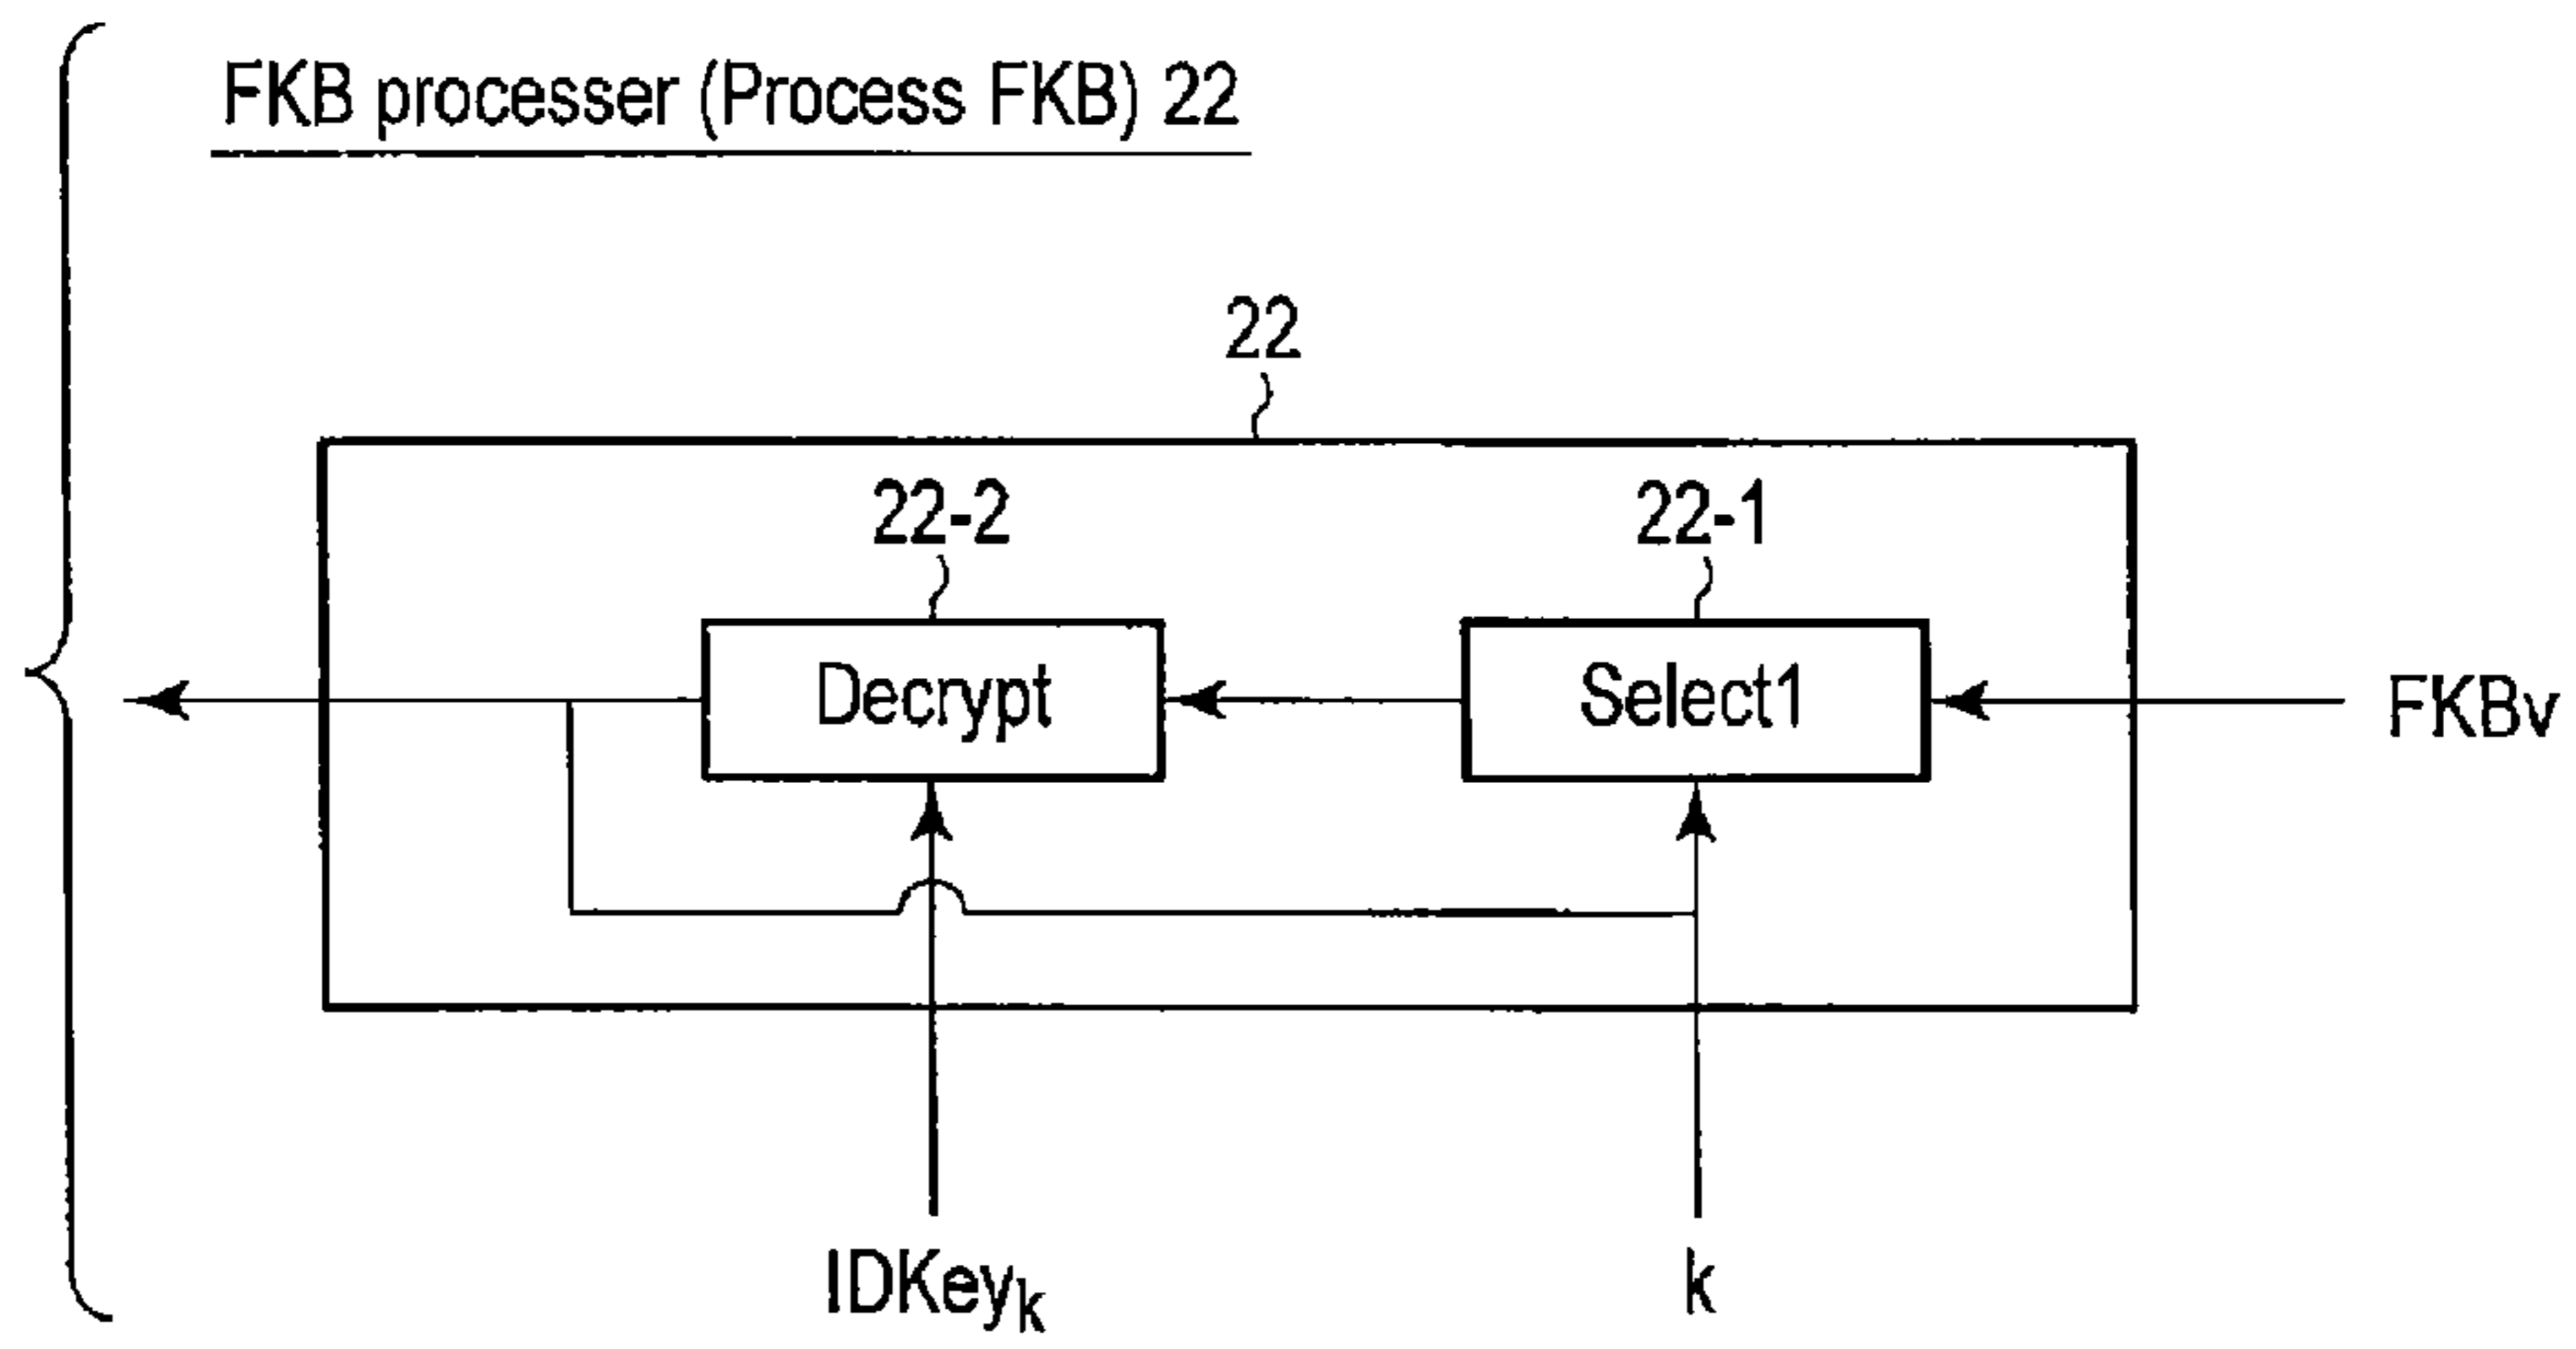 FKB processer (Process FKB) 22
22
22-2
22-1
Decrypt
Select1
FKBv
IDKeyk
k